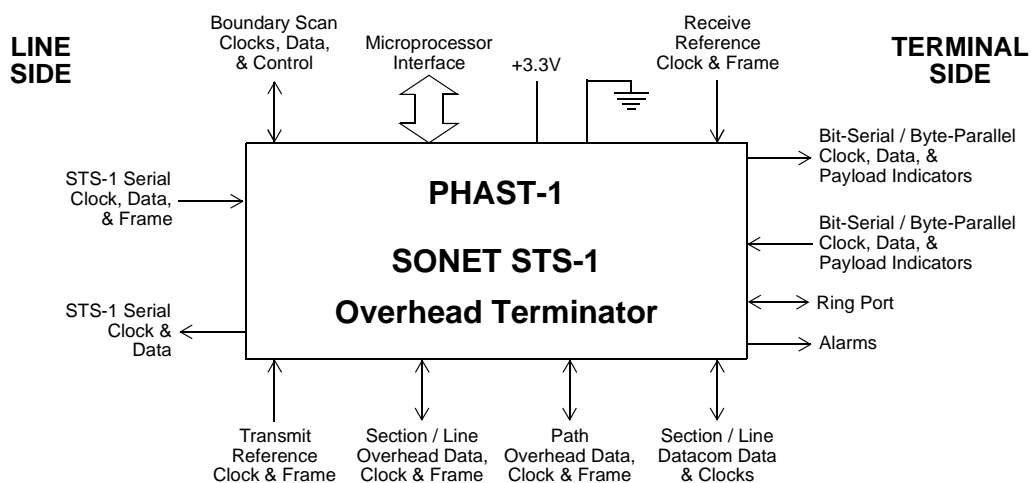 LINE
SIDE
Boundary Scan
Clocks, Data,
& Control
Microprocessor
Interface
+3.3V
Receive
Reference
Clock & Frame
TERMINAL
SIDE
STS-1 Serial
Clock, Data,
& Frame
STS-1 Serial
Clock &
Data
PHAST-1
SONET STS-1
Overhead Terminator
Bit-Serial / Byte-Parallel
Clock, Data, &
Payload Indicators
Bit-Serial / Byte-Parallel
Clock, Data, &
Payload Indicators
Ring Port
Alarms
Transmit
Reference
Clock & Frame
Section / Line
Overhead Data,
Clock & Frame
Path
Overhead Data,
Clock & Frame
Section / Line
Datacom Data
& Clocks